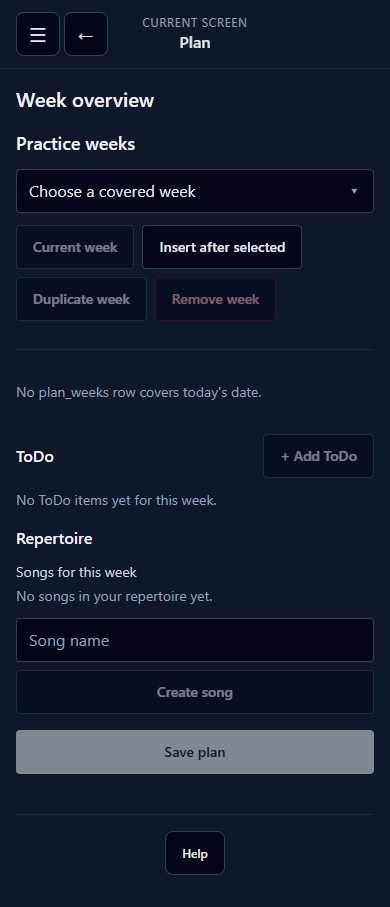 CURRENT SCREEN
Plan
Week overview
Practice weeks
Choose a covered week
Current week
Insert after selected
Duplicate week
Remove week
No plan_weeks row covers today's date.
ToDo
+ Add ToDo
No ToDo items yet for this week.
Repertoire
Songs for this week
No songs in your repertoire yet.
Song name
Create song
Save plan
Help